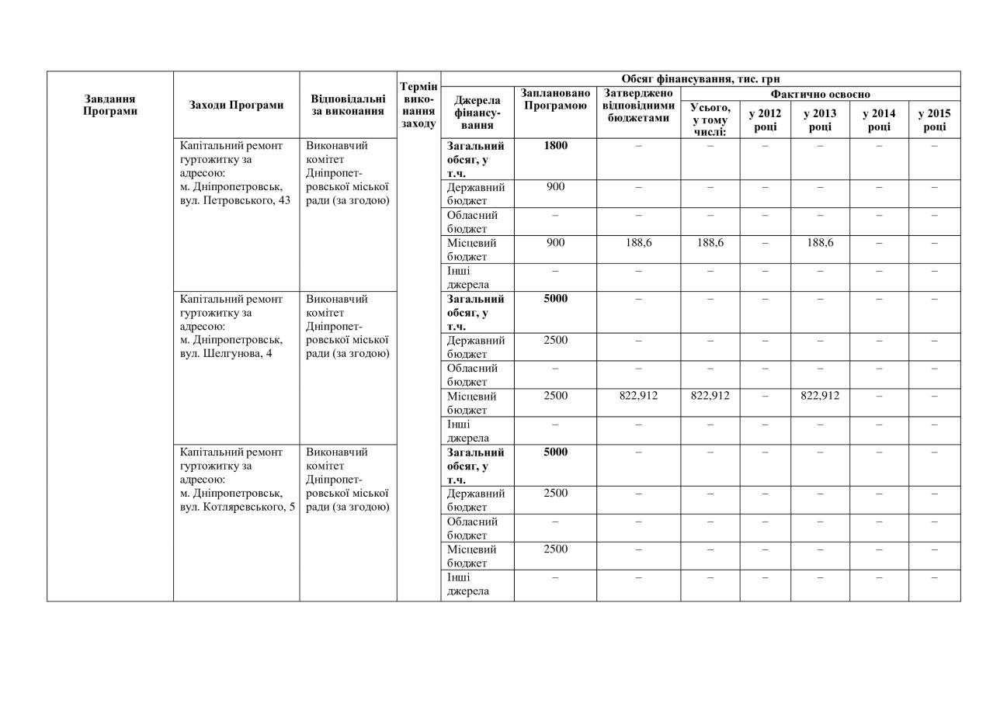 Завдання
Програми
Заходи Програми
Відповідальні
за виконання
Термін
вико-
нання
заходу
Обсяг фінансування, тис. грн
Джерела
фінансу-
вання
Заплановано
Програмою
Затверджено
відповідними
бюджетами
Фактично освоєно
Усього,
у тому
числі:
у 2012
році
у 2013
році
у 2014
році
у 2015
році
Капітальний ремонт
гуртожитку за
адресою:
м. Дніпропетровськ,
вул. Петровського, 43
Виконавчий
комітет
Дніпропет-
ровської міської
ради (за згодою)
Загальний
обсяг, у
т.ч.
1800 – – – – – –
Державний
бюджет
900 – – – – – –
Обласний
бюджет
– – – – – – –
Місцевий
бюджет
900 188,6 188,6 – 188,6 – –
Інші
джерела
– – – – – – –
Капітальний ремонт
гуртожитку за
адресою:
м. Дніпропетровськ,
вул. Шелгунова, 4
Виконавчий
комітет
Дніпропет-
ровської міської
ради (за згодою)
Загальний
обсяг, у
т.ч.
5000 – – – – – –
Державний
бюджет
2500 – – – – – –
Обласний
бюджет
– – – – – – –
Місцевий
бюджет
2500 822,912 822,912 – 822,912 – –
Інші
джерела
– – – – – – –
Капітальний ремонт
гуртожитку за
адресою:
м. Дніпропетровськ,
вул. Котляревського, 5
Виконавчий
комітет
Дніпропет-
ровської міської
ради (за згодою)
Загальний
обсяг, у
т.ч.
5000 – – – – – –
Державний
бюджет
2500 – – – – – –
Обласний
бюджет
– – – – – – –
Місцевий
бюджет
2500 – – – – – –
Інші
джерела
– – – – – – –